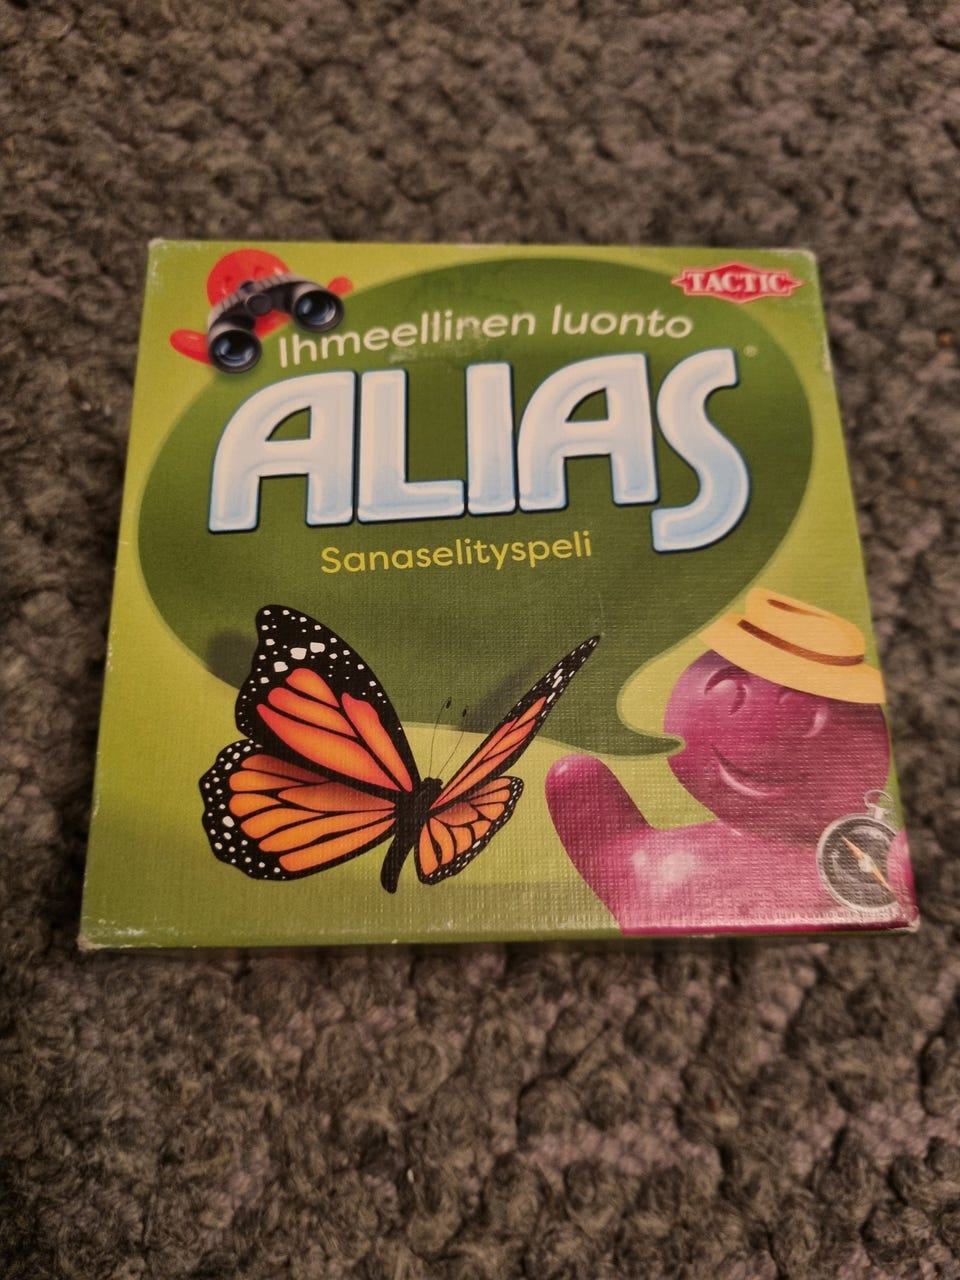 TACTIC
Ihmeellinen luonto
ALIAS®
Sanaselityspeli